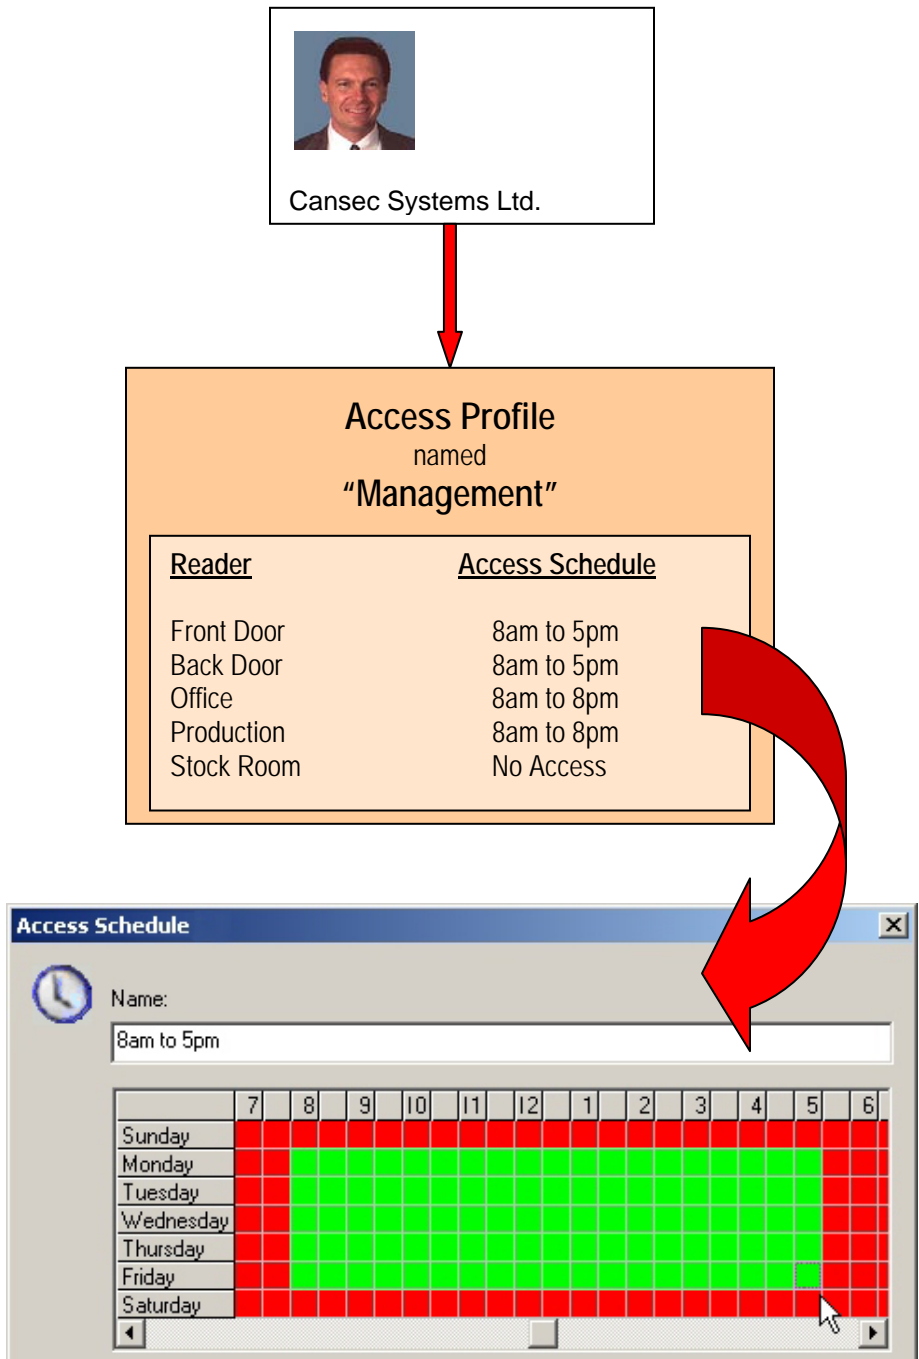 Cansec Systems Ltd.
Access Profile
named
“Management”
Reader Access Schedule
Front Door 8am to 5pm
Back Door 8am to 5pm
Office 8am to 8pm
Production 8am to 8pm
Stock Room No Access
Access Schedule
Name:
8am to 5pm
7 8 9 10 11 12 1 2 3 4 5 6
Sunday
Monday
Tuesday
Wednesday
Thursday
Friday
Saturday